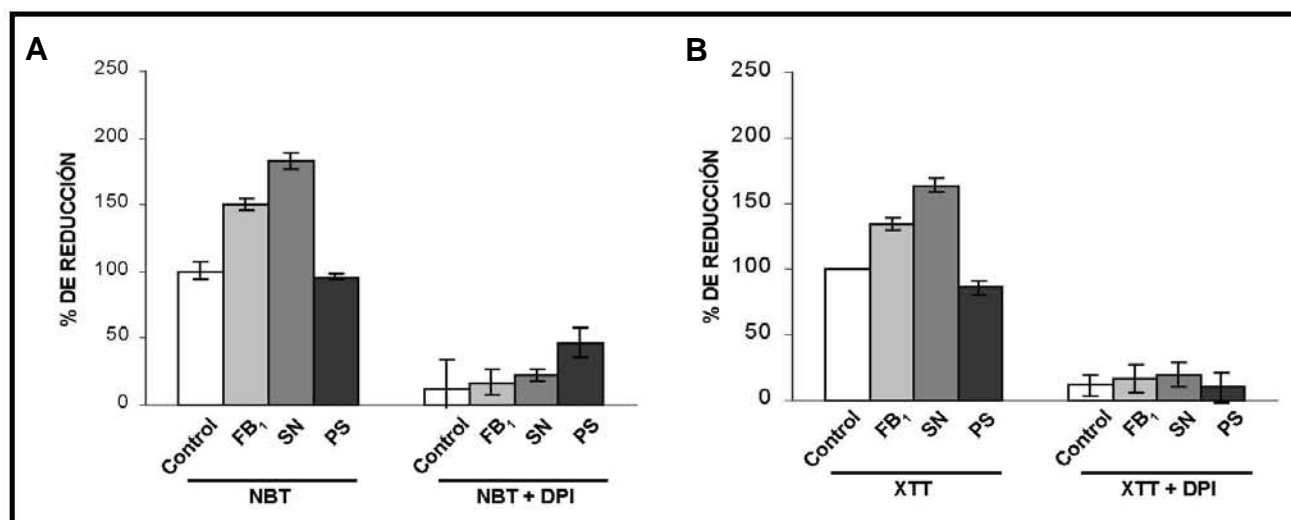 A
% DE REDUCCIÓN
250
200
150
100
50
0
Control
FB₁
SN
PS
Control
FB₁
SN
PS
NBT
NBT + DPI
B
% DE REDUCCIÓN
250
200
150
100
50
0
Control
FB₁
SN
PS
Control
FB₁
SN
PS
XTT
XTT + DPI